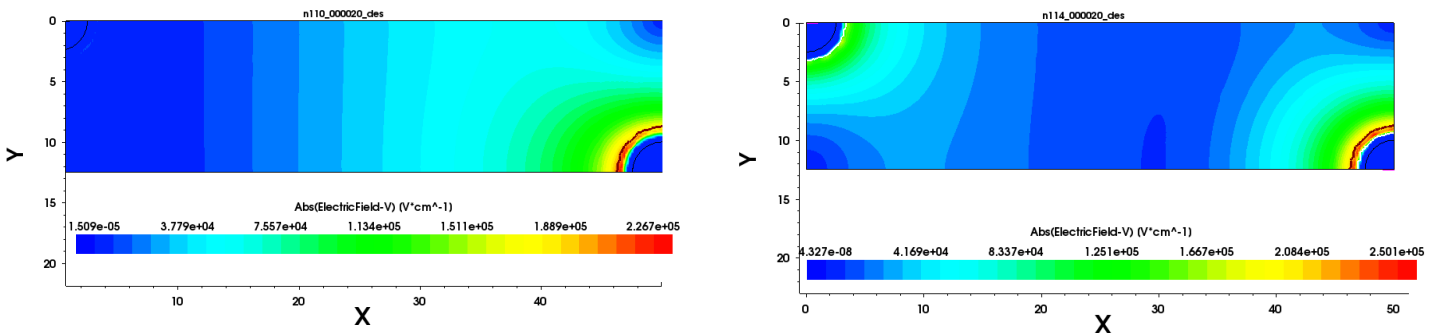 n110_000020_des
0
5
10
15
20
Y
Abs(ElectricField-V) (V*cm^-1)
1.509e-05 3.779e+04 7.557e+04 1.134e+05 1.511e+05 1.889e+05 2.267e+05
10 20 30 40
X
n114_000020_des
0
5
10
15
20
Y
Abs(ElectricField-V) (V*cm^-1)
4.327e-08 4.169e+04 8.337e+04 1.251e+05 1.667e+05 2.084e+05 2.501e+05
0 10 20 30 40 50
X